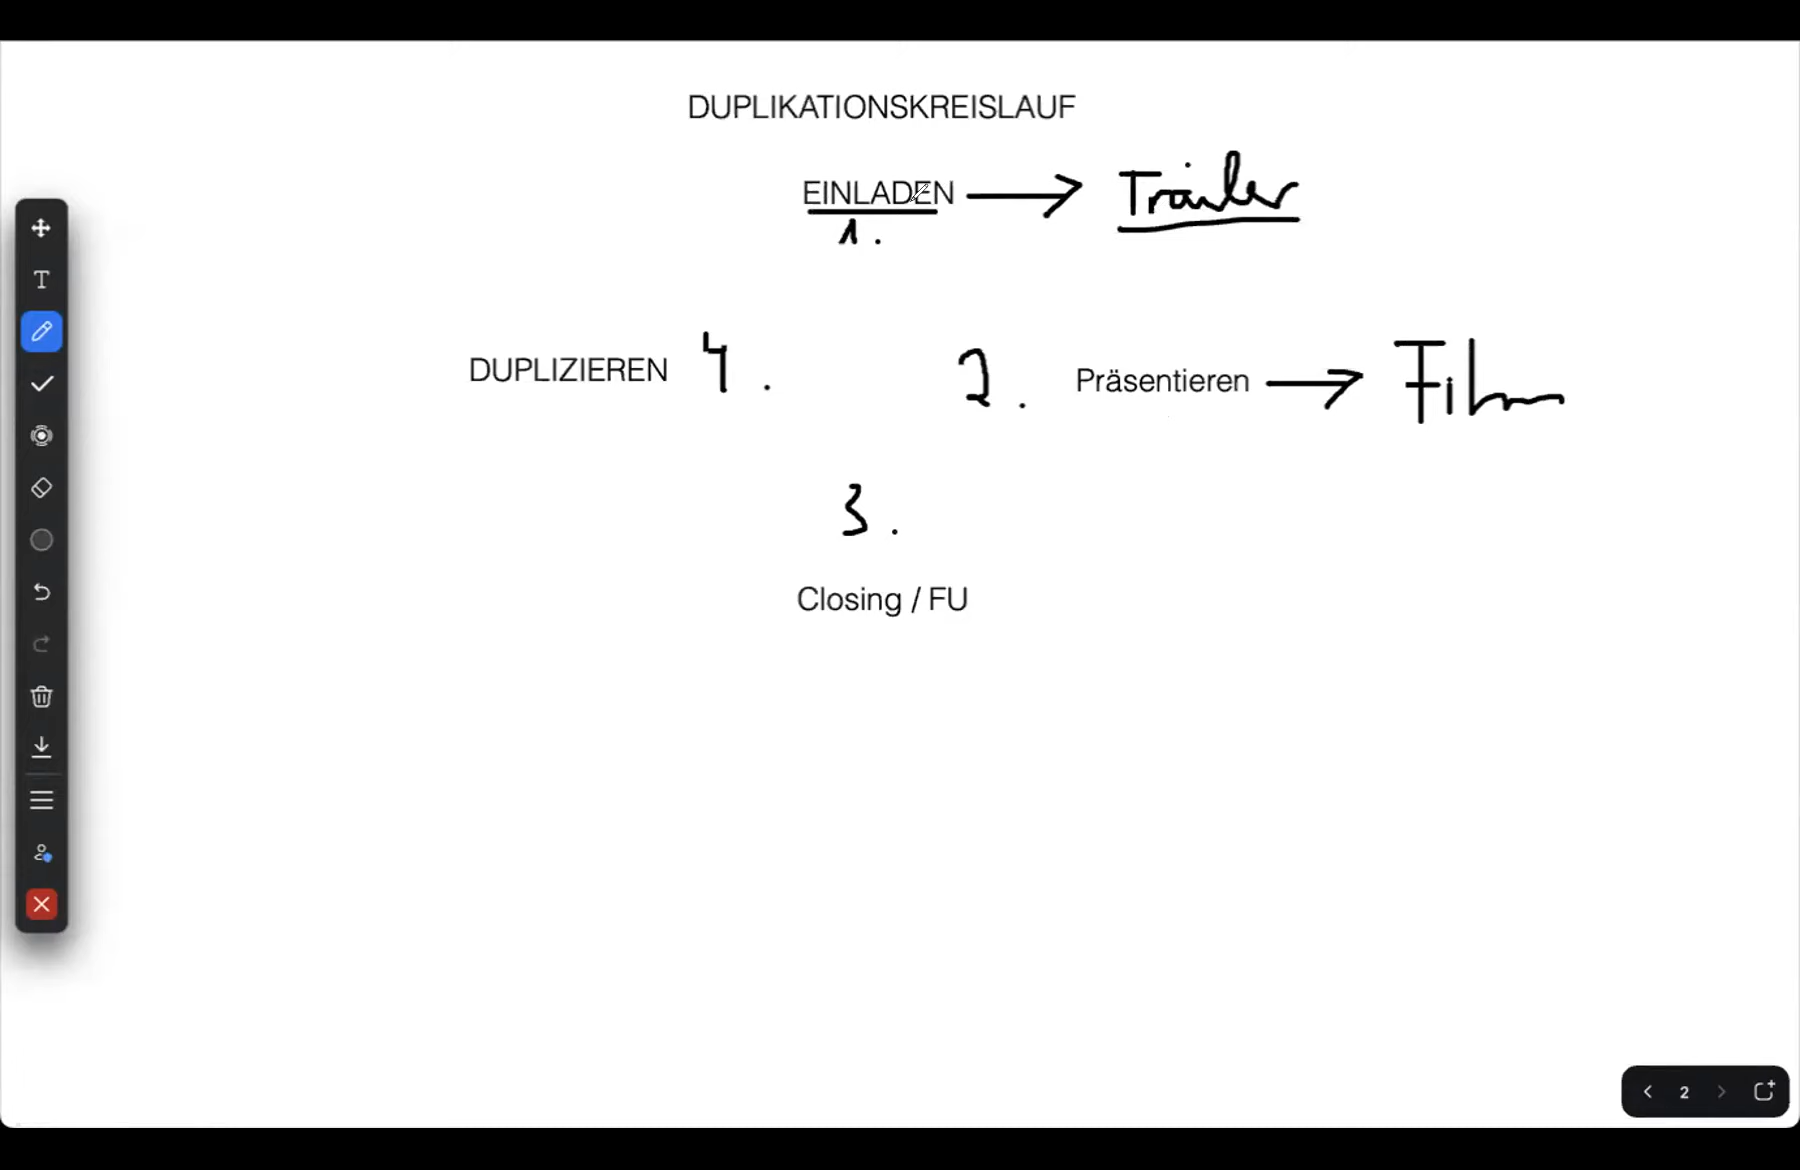 DUPLIKATIONSKREISLAUF
EINLADEN → Trailer
1.
DUPLIZIEREN 4. 2. Präsentieren → Film
3.
Closing / FU
2